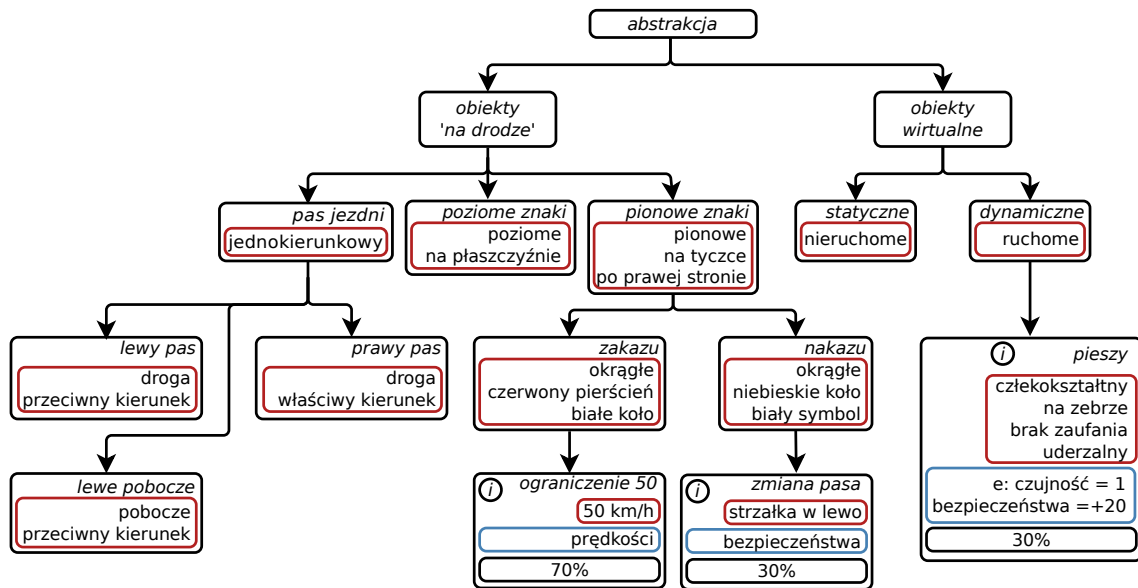 abstrakcja
obiekty
'na drodze'
obiekty
wirtualne
pas jezdni
jednokierunkowy
poziome znaki
poziome
na płaszczyźnie
pionowe znaki
pionowe
na tyczce
po prawej stronie
statyczne
nieruchome
dynamiczne
ruchome
lewy pas
droga
przeciwny kierunek
prawy pas
droga
właściwy kierunek
zakazu
okrągłe
czerwony pierścień
białe koło
nakazu
okrągłe
niebieskie koło
biały symbol
i
pieszy
człekokształtny
na zebrze
brak zaufania
uderzalny
e: czujność = 1
bezpieczeństwa =+20
30%
lewe pobocze
pobocze
przeciwny kierunek
i
ograniczenie 50
50 km/h
prędkości
70%
i
zmiana pasa
strzałka w lewo
bezpieczeństwa
30%